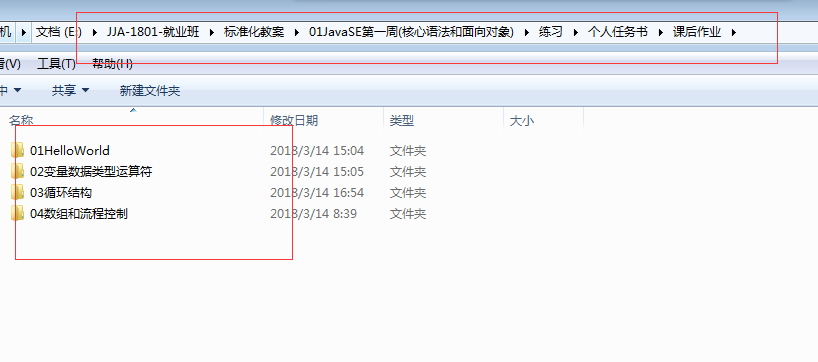 机 文档 (E:) JJA-1801-就业班 标准化教案 01JavaSE第一周(核心语法和面向对象) 练习 个人任务书 课后作业
看(V) 工具(T) 帮助(H)
中 共享 新建文件夹
名称 修改日期 类型 大小
01HelloWorld 2018/3/14 15:04 文件夹
02变量数据类型运算符 2018/3/14 15:05 文件夹
03循环结构 2018/3/14 16:54 文件夹
04数组和流程控制 2018/3/14 8:39 文件夹